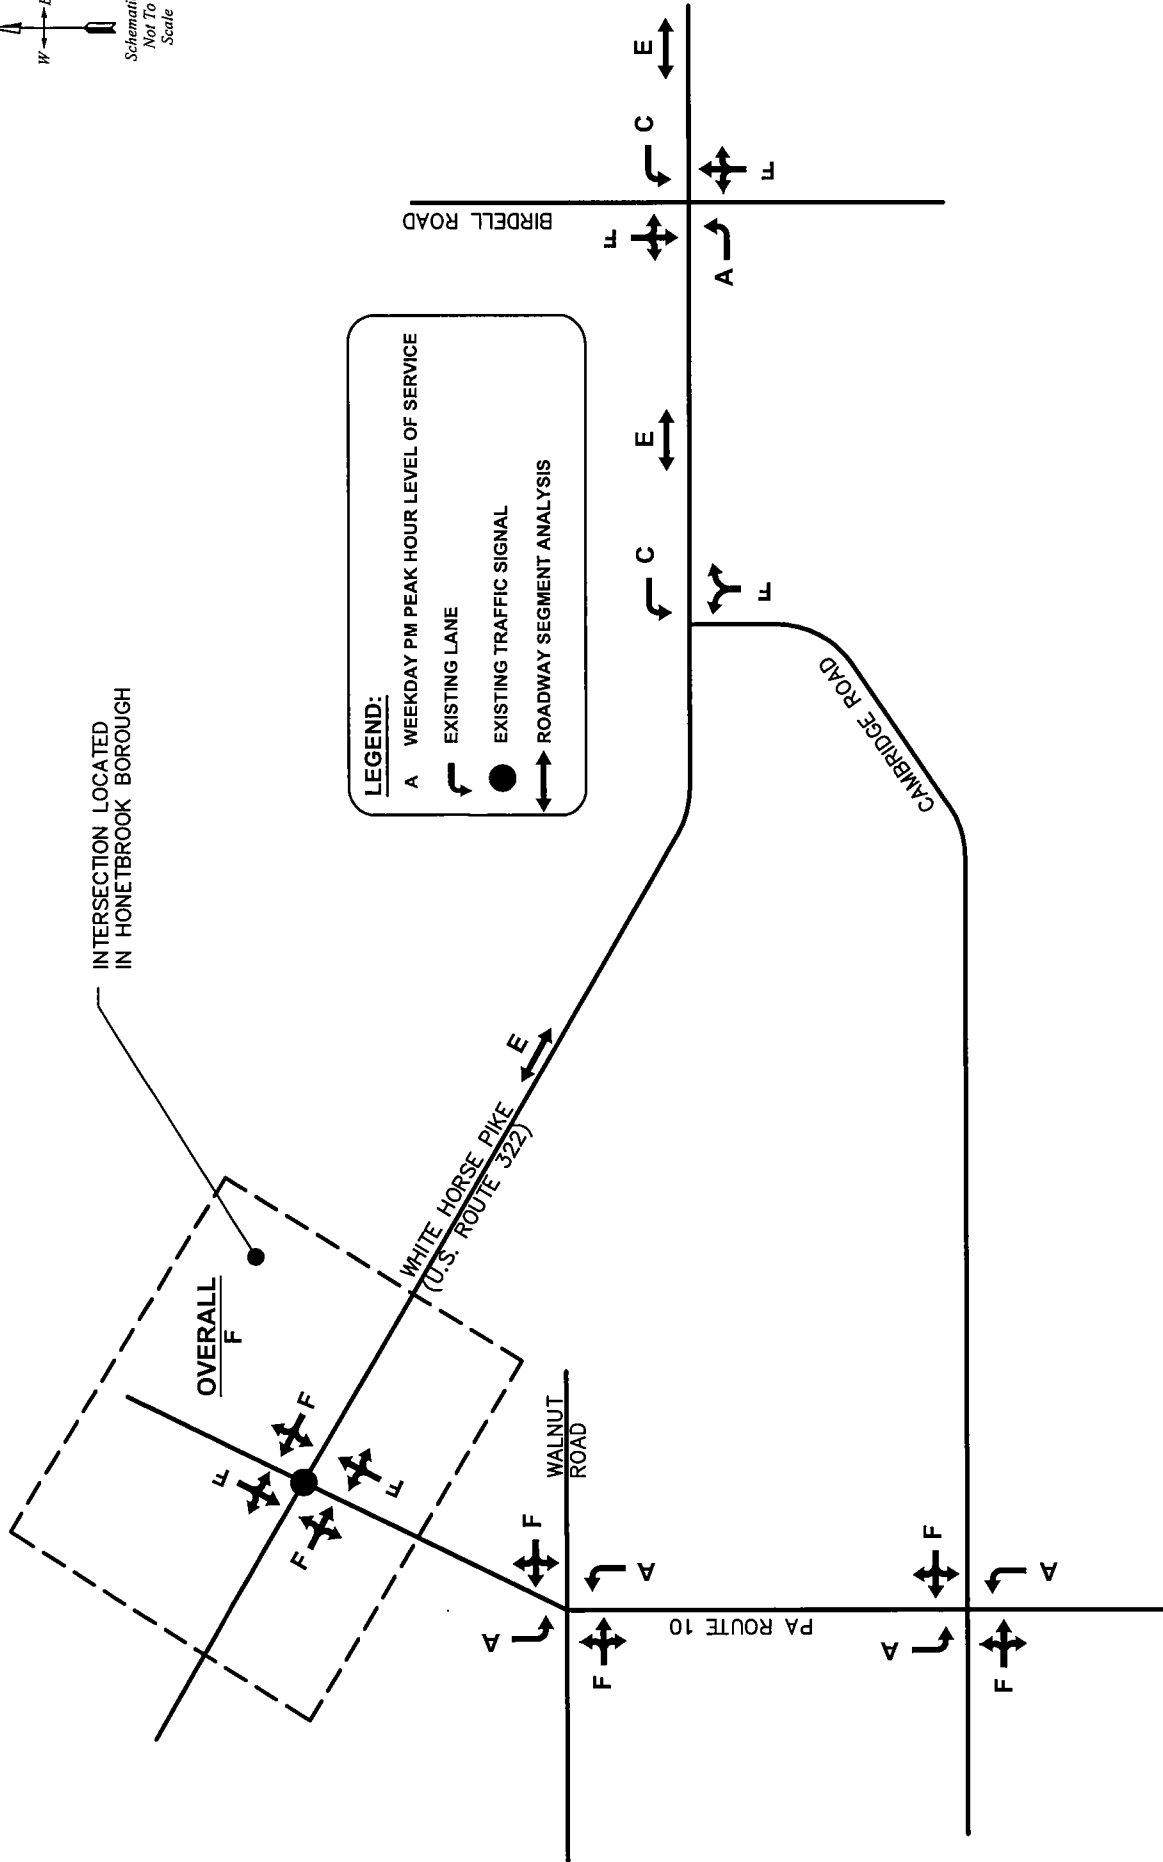 W
E
Schematic
Not To
Scale
INTERSECTION LOCATED
IN HONETBROOK BOROUGH
OVERALL
F
F
F
F
F
WHITE HORSE PIKE
(U.S. ROUTE 322)
E
LEGEND:
A WEEKDAY PM PEAK HOUR LEVEL OF SERVICE
EXISTING LANE
EXISTING TRAFFIC SIGNAL
ROADWAY SEGMENT ANALYSIS
BIRDELL ROAD
E
C
F
F
A
E
C
F
CAMBRIDGE ROAD
WALNUT
ROAD
F
A
A
F
PA ROUTE 10
F
A
A
F